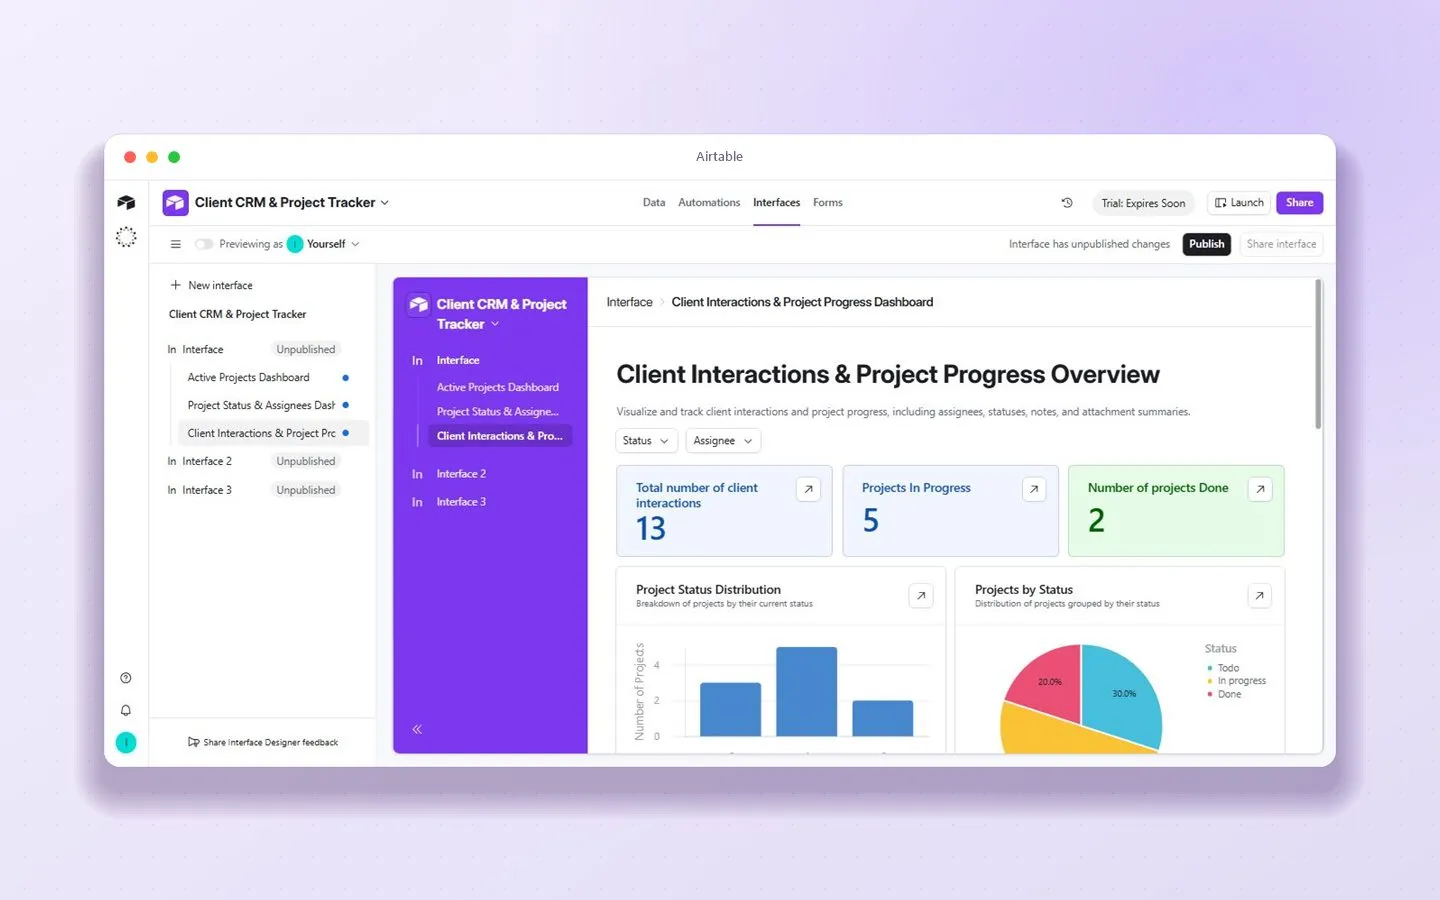 Airtable
Client CRM & Project Tracker
Data
Automations
Interfaces
Forms
Trial: Expires Soon
Launch
Share
Previewing as
Yourself
Interface has unpublished changes
Publish
Share interface
New interface
Client CRM & Project Tracker
In Interface
Unpublished
Active Projects Dashboard
Project Status & Assignees Dash
Client Interactions & Project Prc
In Interface 2
Unpublished
In Interface 3
Unpublished
Share Interface Designer feedback
Client CRM & Project
Tracker
In Interface
Active Projects Dashboard
Project Status & Assigne...
Client Interactions & Pro...
In Interface 2
In Interface 3
Interface
Client Interactions & Project Progress Dashboard
Client Interactions & Project Progress Overview
Visualize and track client interactions and project progress, including assignees, statuses, notes, and attachment summaries.
Status
Assignee
Total number of client
interactions
13
Projects In Progress
5
Number of projects Done
2
Project Status Distribution
Breakdown of projects by their current status
Number of Projects
4
2
0
Projects by Status
Distribution of projects grouped by their status
20.0%
30.0%
Status
Todo
In progress
Done